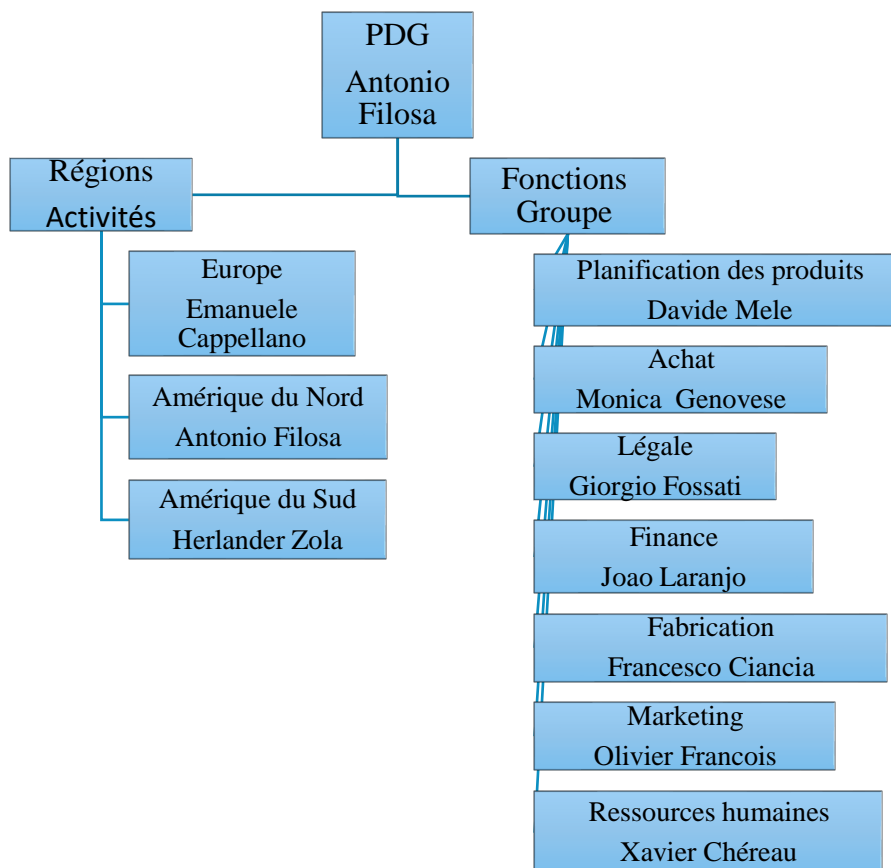 PDG
Antonio
Filosa
Régions
Activités
Fonctions
Groupe
Europe
Emanuele
Cappellano
Amérique du Nord
Antonio Filosa
Amérique du Sud
Herlander Zola
Planification des produits
Davide Mele
Achat
Monica Genovese
Légale
Giorgio Fossati
Finance
Joao Laranjo
Fabrication
Francesco Ciancia
Marketing
Olivier Francois
Ressources humaines
Xavier Chéreau